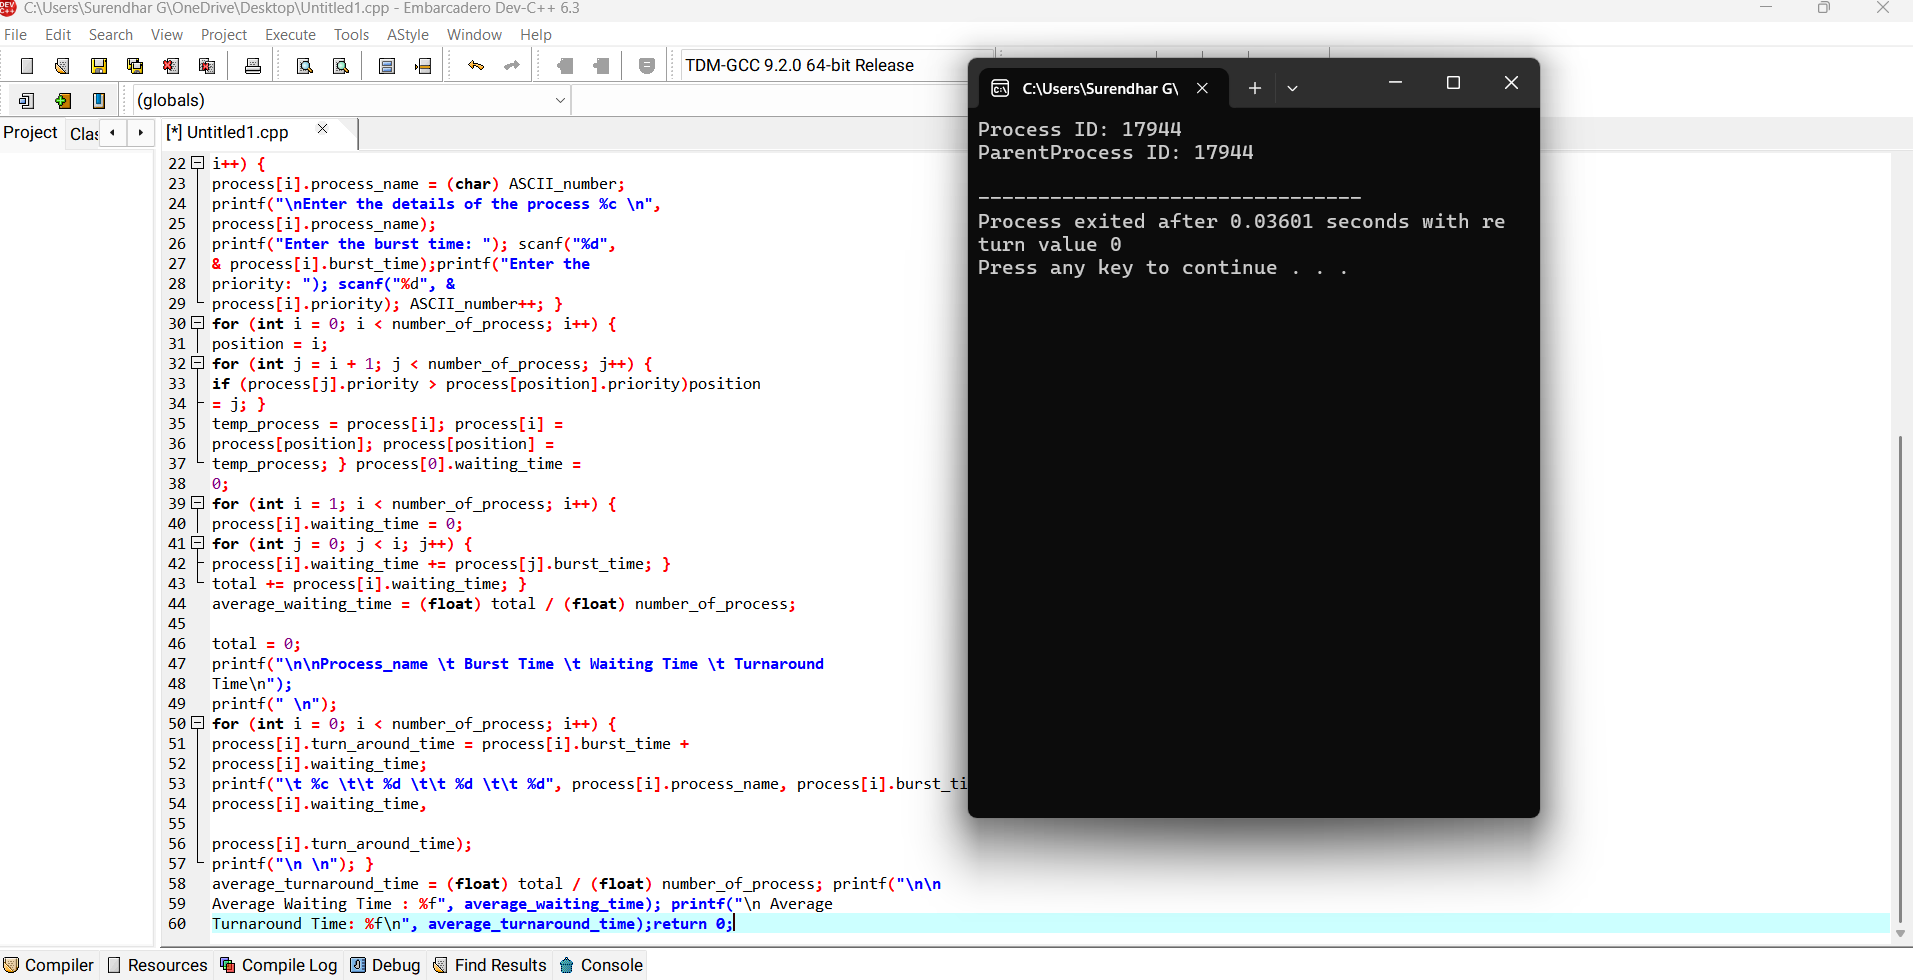 C:\Users\Surendhar G\OneDrive\Desktop\Untitled1.cpp - Embarcadero Dev-C++ 6.3
File Edit Search View Project Execute Tools AStyle Window Help
TDM-GCC 9.2.0 64-bit Release
(globals)
Project Clas [*] Untitled1.cpp
22 i++) {
23 process[i].process_name = (char) ASCII_number;
24 printf("\nEnter the details of the process %c \n",
25 process[i].process_name);
26 printf("Enter the burst time: "); scanf("%d",
27 & process[i].burst_time);printf("Enter the
28 priority: "); scanf("%d", &
29 process[i].priority); ASCII_number++; }
30 for (int i = 0; i < number_of_process; i++) {
31 position = i;
32 for (int j = i + 1; j < number_of_process; j++) {
33 if (process[j].priority > process[position].priority)position
34 = j; }
35 temp_process = process[i]; process[i] =
36 process[position]; process[position] =
37 temp_process; } process[0].waiting_time =
38 0;
39 for (int i = 1; i < number_of_process; i++) {
40 process[i].waiting_time = 0;
41 for (int j = 0; j < i; j++) {
42 process[i].waiting_time += process[j].burst_time; }
43 total += process[i].waiting_time; }
44 average_waiting_time = (float) total / (float) number_of_process;
45
46 total = 0;
47 printf("\n\nProcess_name \t Burst Time \t Waiting Time \t Turnaround
48 Time\n");
49 printf(" \n");
50 for (int i = 0; i < number_of_process; i++) {
51 process[i].turn_around_time = process[i].burst_time +
52 process[i].waiting_time;
53 printf("\t %c \t\t %d \t\t %d \t\t %d", process[i].process_name, process[i].burst_ti
54 process[i].waiting_time,
55
56 process[i].turn_around_time);
57 printf("\n \n"); }
58 average_turnaround_time = (float) total / (float) number_of_process; printf("\n\n
59 Average Waiting Time : %f", average_waiting_time); printf("\n Average
60 Turnaround Time: %f\n", average_turnaround_time);return 0;
C:\Users\Surendhar G\
Process ID: 17944
ParentProcess ID: 17944
--------------------------------
Process exited after 0.03601 seconds with re
turn value 0
Press any key to continue . . .
Compiler Resources Compile Log Debug Find Results Console